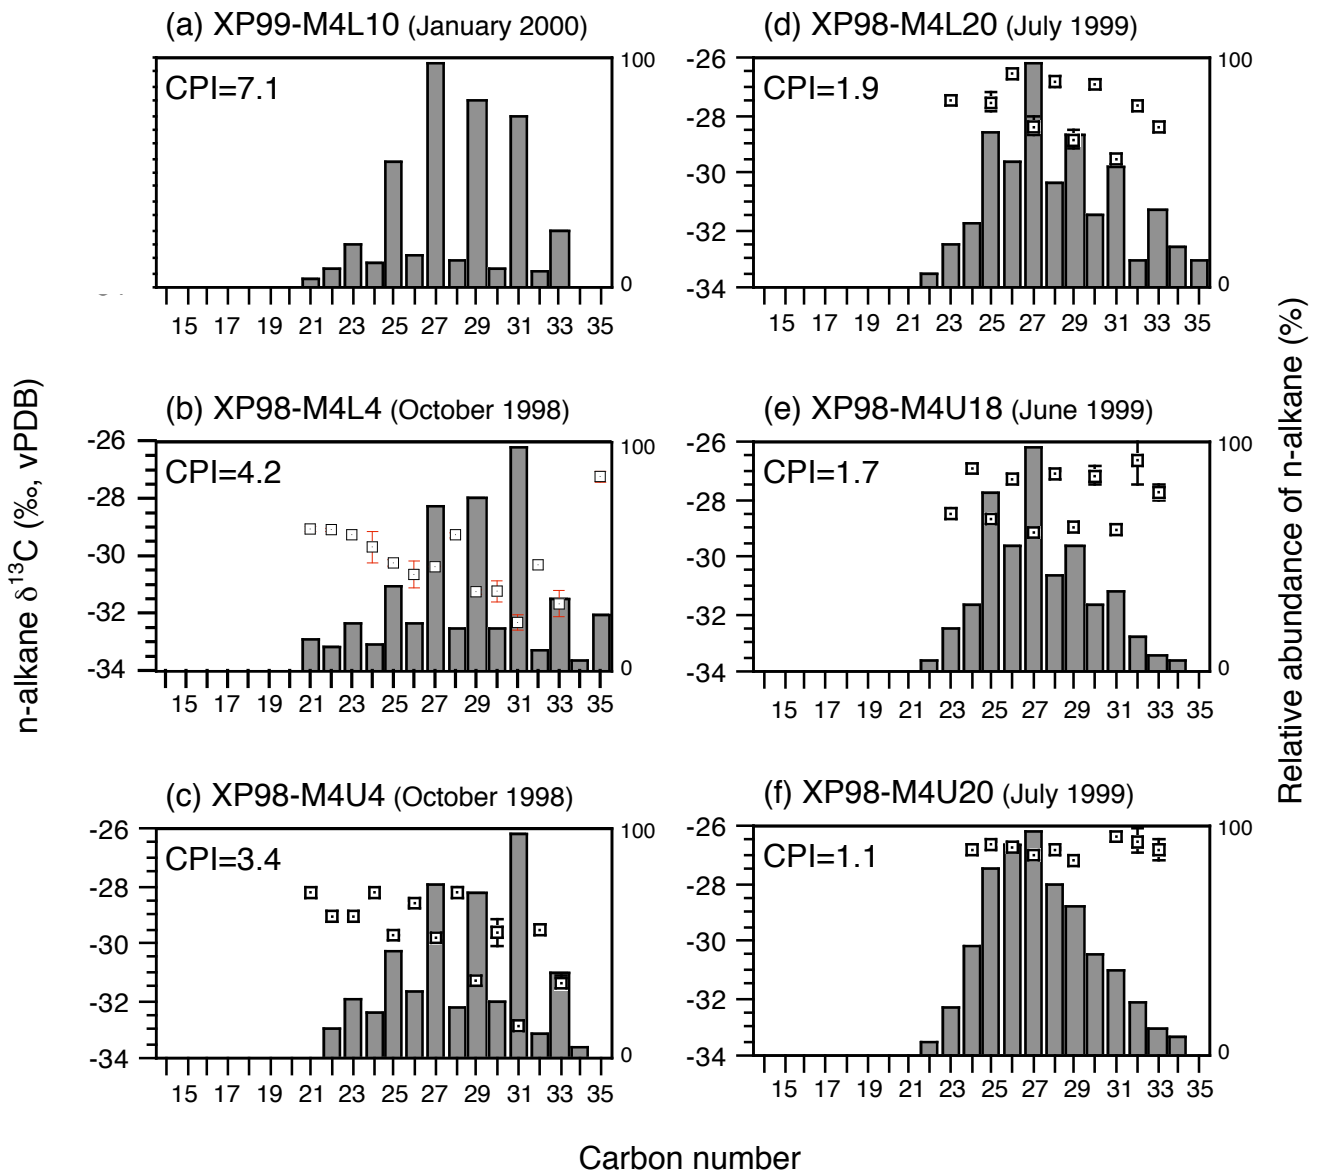 (a) XP99-M4L10 (January 2000)
CPI=7.1
100
0
15 17 19 21 23 25 27 29 31 33 35
(d) XP98-M4L20 (July 1999)
CPI=1.9
-26
-28
-30
-32
-34
100
0
15 17 19 21 23 25 27 29 31 33 35
(b) XP98-M4L4 (October 1998)
CPI=4.2
-26
-28
-30
-32
-34
100
0
15 17 19 21 23 25 27 29 31 33 35
(e) XP98-M4U18 (June 1999)
CPI=1.7
-26
-28
-30
-32
-34
100
0
15 17 19 21 23 25 27 29 31 33 35
(c) XP98-M4U4 (October 1998)
CPI=3.4
-26
-28
-30
-32
-34
100
0
15 17 19 21 23 25 27 29 31 33 35
(f) XP98-M4U20 (July 1999)
CPI=1.1
-26
-28
-30
-32
-34
100
0
15 17 19 21 23 25 27 29 31 33 35
n-alkane δ¹³C (‰, vPDB)
Relative abundance of n-alkane (%)
Carbon number